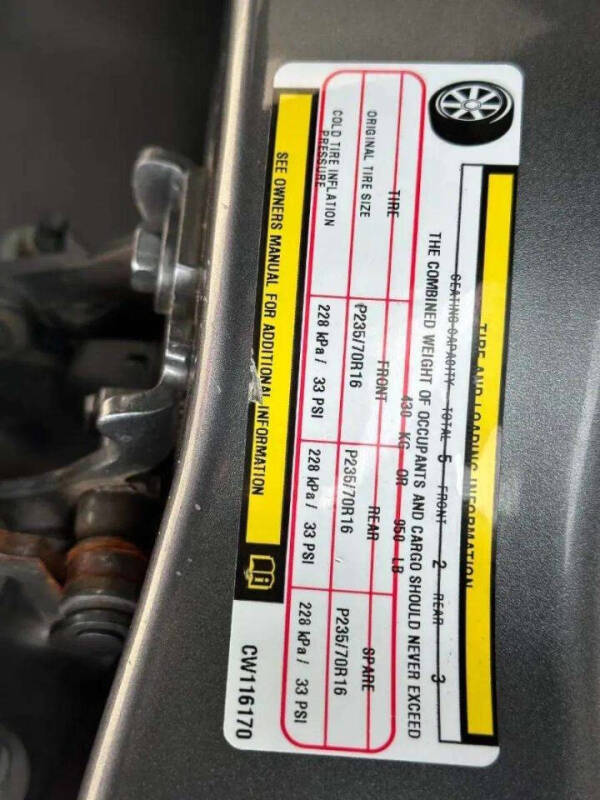 TIRE AND LOADING INFORMATION
SEATING CAPACITY TOTAL 5 FRONT 2 REAR 3
THE COMBINED WEIGHT OF OCCUPANTS AND CARGO SHOULD NEVER EXCEED
430 KG OR 950 LB
TIRE FRONT REAR SPARE
ORIGINAL TIRE SIZE P235/70R16 P235/70R16 P235/70R16
COLD TIRE INFLATION
PRESSURE 228 kPa / 33 PSI 228 kPa / 33 PSI 228 kPa / 33 PSI
SEE OWNERS MANUAL FOR ADDITIONAL INFORMATION
CW116170